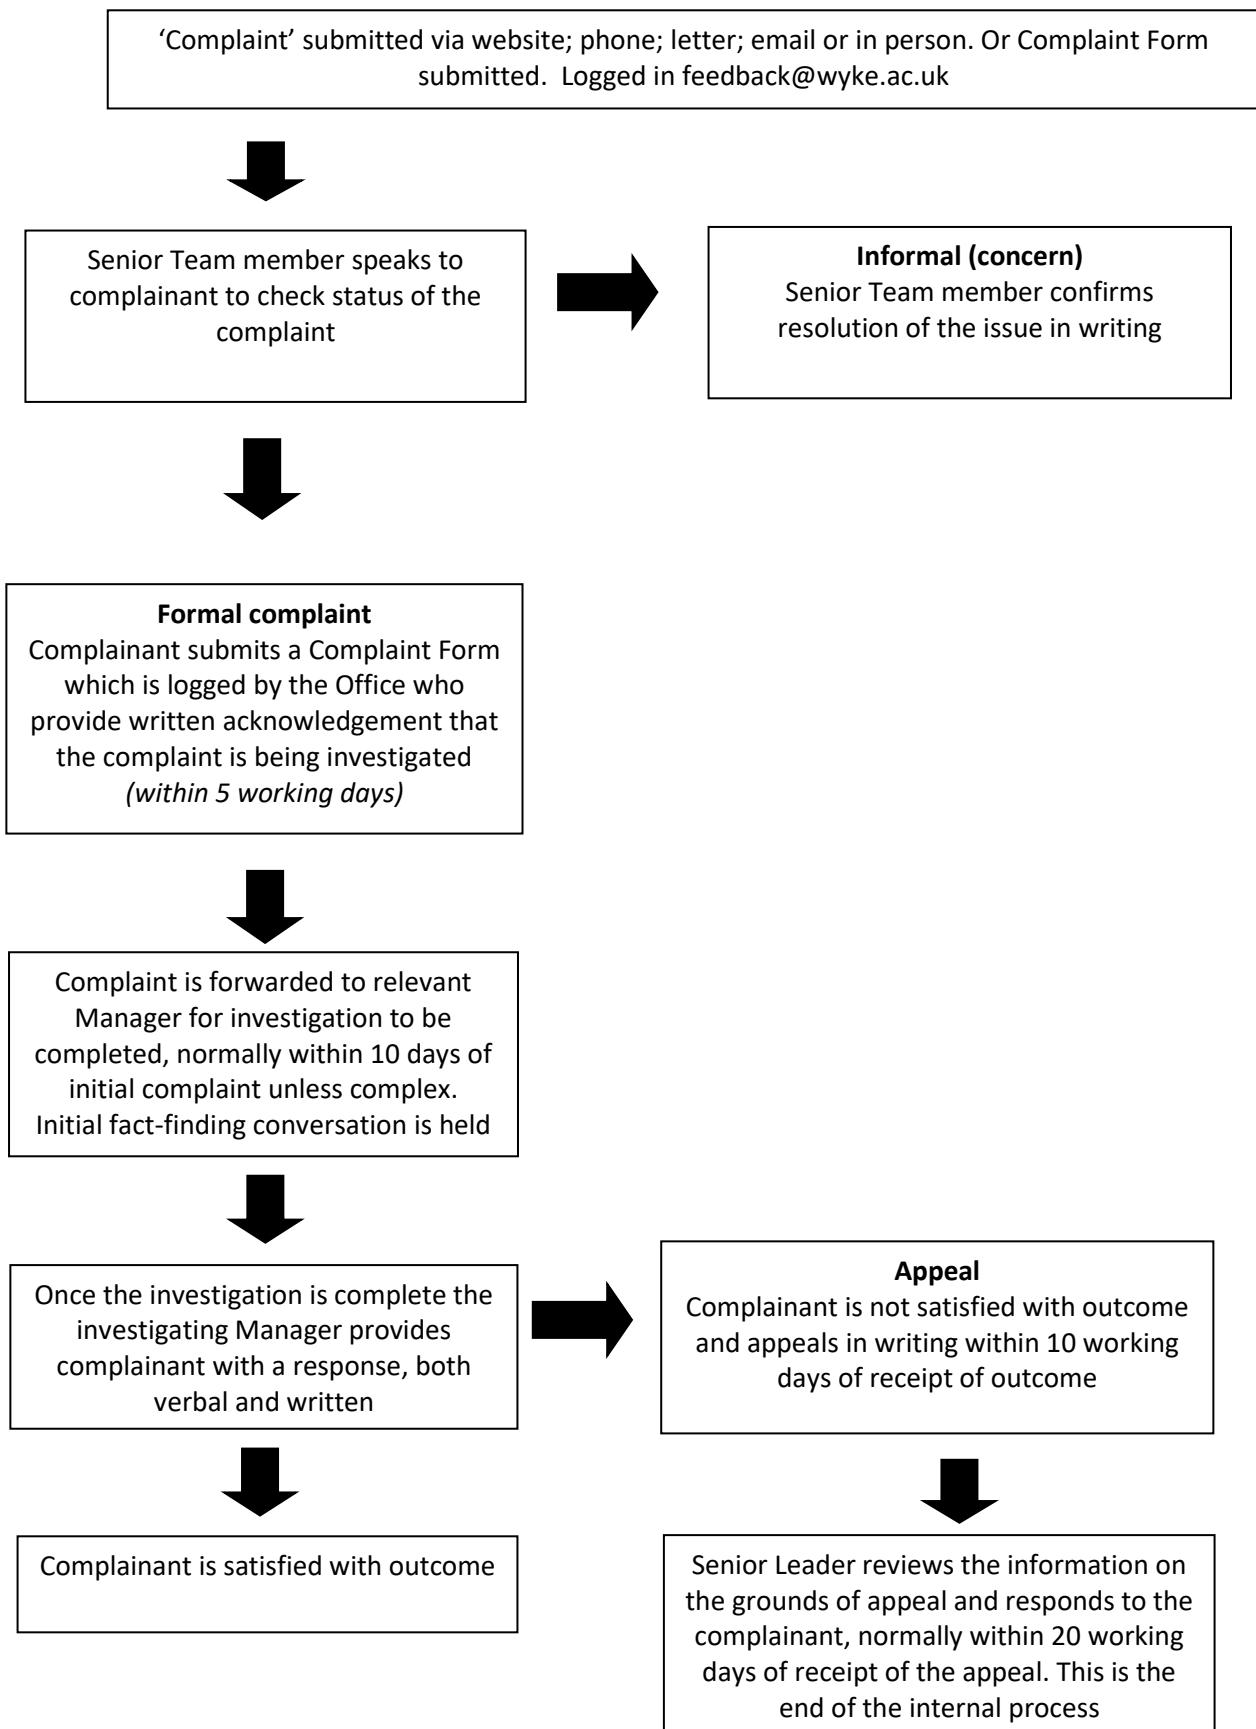 ‘Complaint’ submitted via website; phone; letter; email or in person. Or Complaint Form
submitted.  Logged in feedback@wyke.ac.uk
Senior Team member speaks to
complainant to check status of the
complaint
Informal (concern)
Senior Team member confirms
resolution of the issue in writing
Formal complaint
Complainant submits a Complaint Form
which is logged by the Office who
provide written acknowledgement that
the complaint is being investigated
(within 5 working days)
Complaint is forwarded to relevant
Manager for investigation to be
completed, normally within 10 days of
initial complaint unless complex.
Initial fact-finding conversation is held
Once the investigation is complete the
investigating Manager provides
complainant with a response, both
verbal and written
Appeal
Complainant is not satisfied with outcome
and appeals in writing within 10 working
days of receipt of outcome
Complainant is satisfied with outcome
Senior Leader reviews the information on
the grounds of appeal and responds to the
complainant, normally within 20 working
days of receipt of the appeal. This is the
end of the internal process